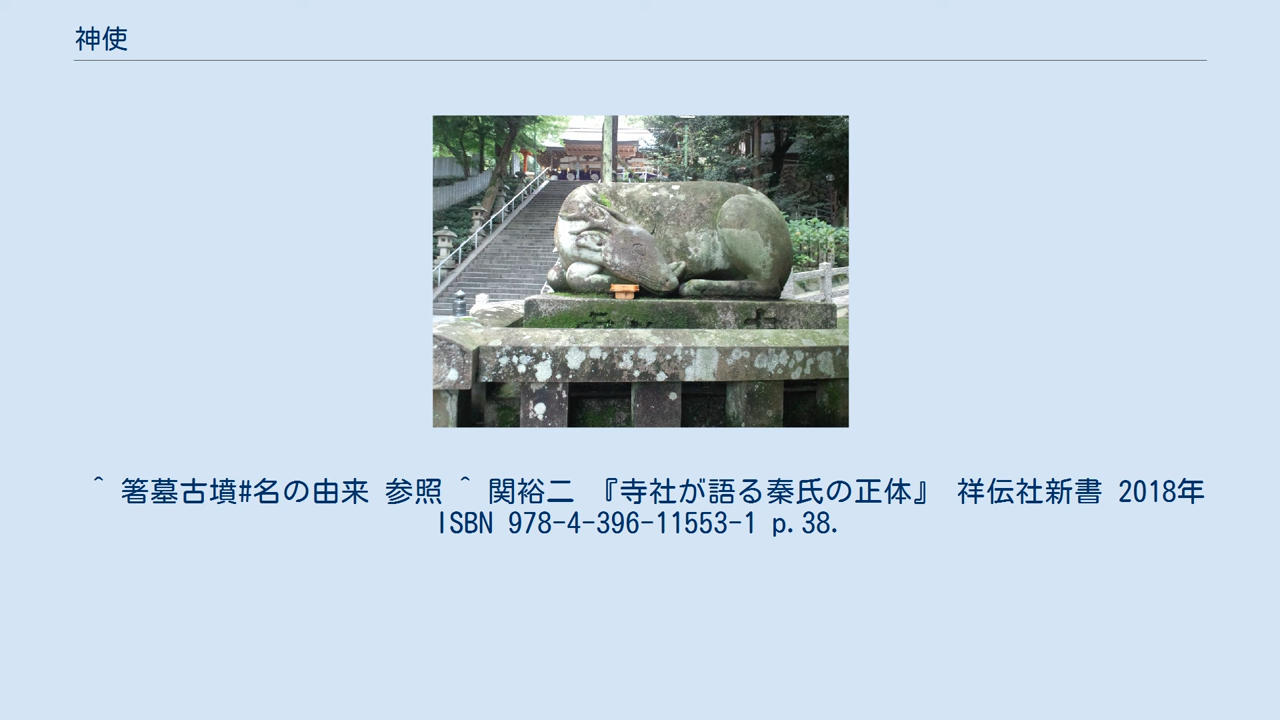 神使
^ 箸墓古墳#名の由来 参照 ^ 関裕二 『寺社が語る秦氏の正体』 祥伝社新書 2018年
ISBN 978-4-396-11553-1 p.38.